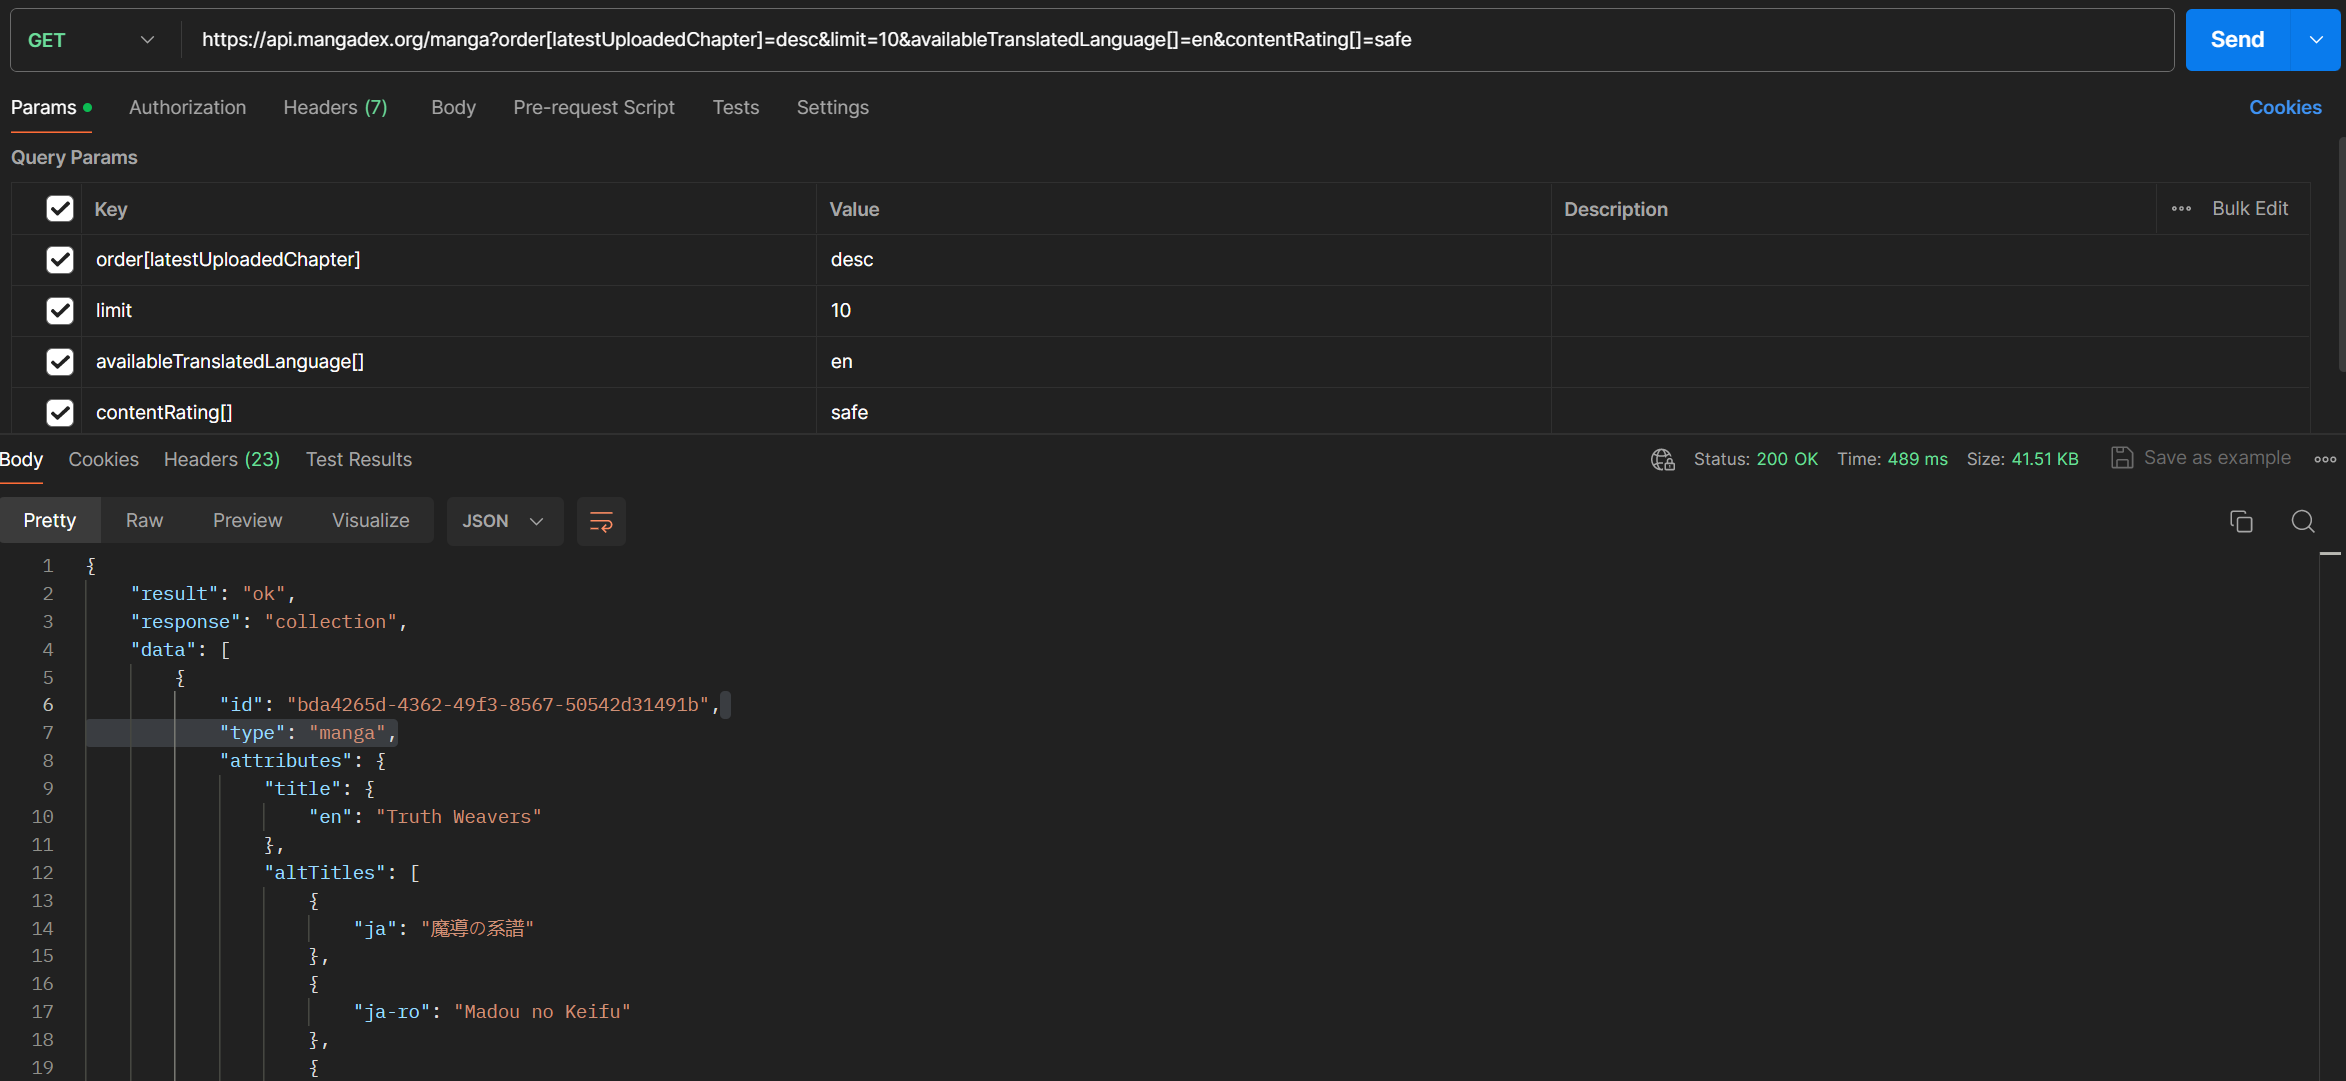 GET https://api.mangadex.org/manga?order[latestUploadedChapter]=desc&limit=10&availableTranslatedLanguage[]=en&contentRating[]=safe Send
Params Authorization Headers (7) Body Pre-request Script Tests Settings Cookies
Query Params
Key Value Description Bulk Edit
order[latestUploadedChapter] desc
limit 10
availableTranslatedLanguage[] en
contentRating[] safe
Body Cookies Headers (23) Test Results Status: 200 OK Time: 489 ms Size: 41.51 KB Save as example
Pretty Raw Preview Visualize JSON
1 {
2 "result": "ok",
3 "response": "collection",
4 "data": [
5 {
6 "id": "bda4265d-4362-49f3-8567-50542d31491b",
7 "type": "manga",
8 "attributes": {
9 "title": {
10 "en": "Truth Weavers"
11 },
12 "altTitles": [
13 {
14 "ja": "魔導の系譜"
15 },
16 {
17 "ja-ro": "Madou no Keifu"
18 },
19 {